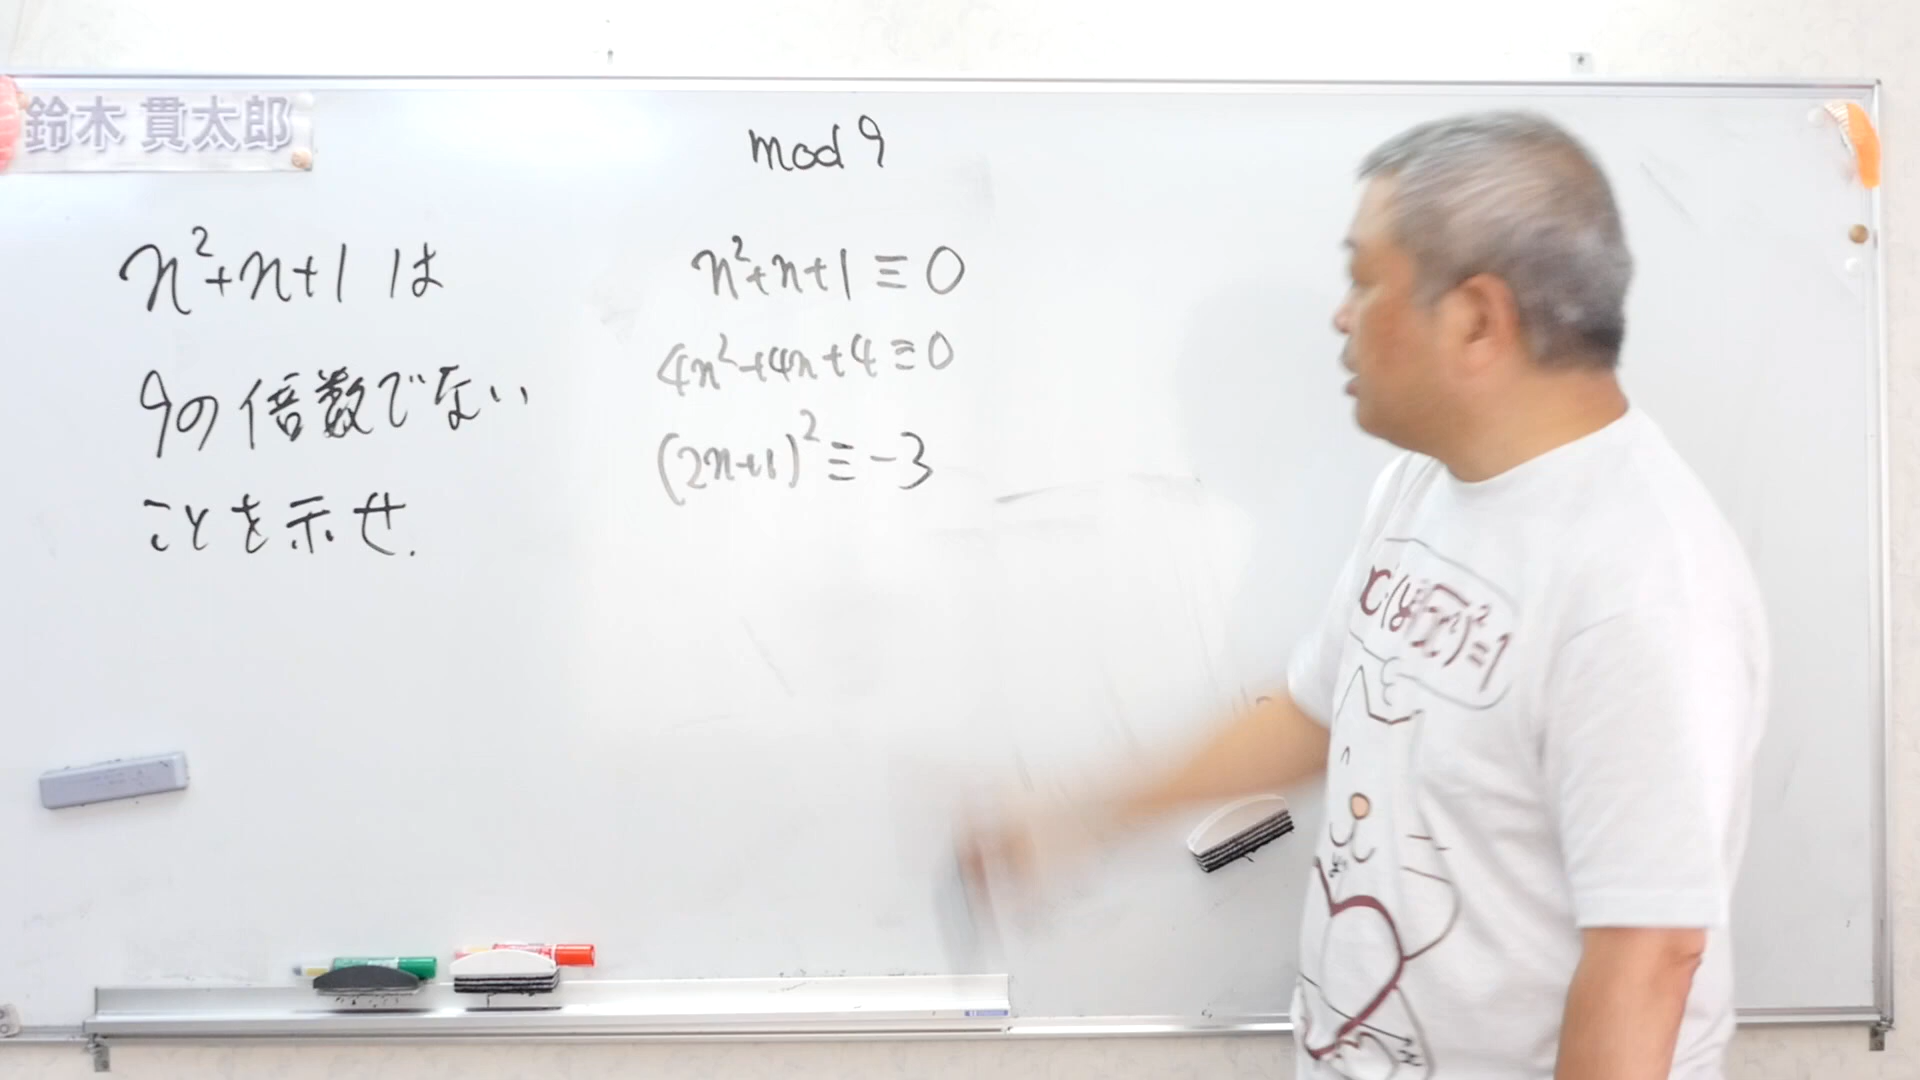 鈴木 貫太郎
n²+n+1 は
9の倍数でない
ことを示せ.
mod 9
n²+n+1≡0
4n²+4n+4≡0
(2n+1)²≡-3